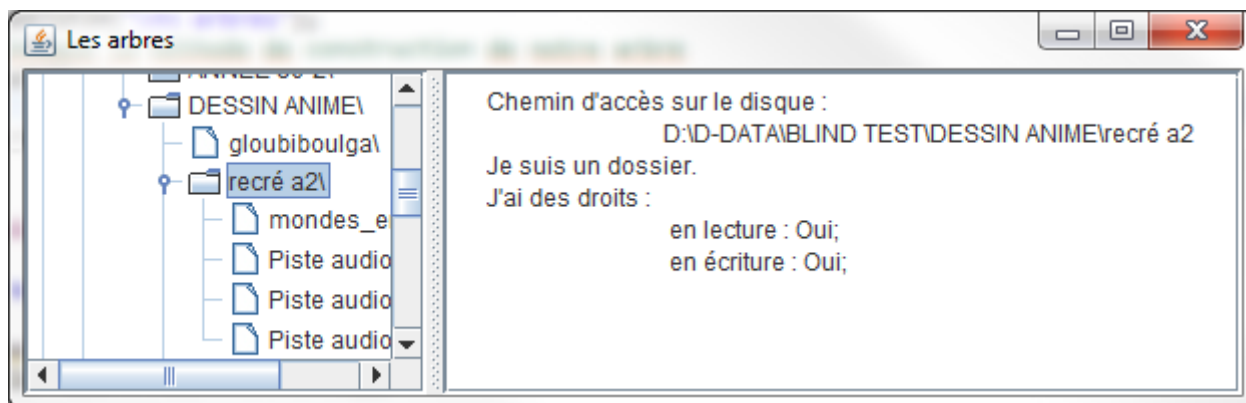 Les arbres
DESSIN ANIME\
gloubiboulga\
recré a2\
mondes_e
Piste audio
Piste audio
Piste audio
Chemin d'accès sur le disque :
D:\D-DATA\BLIND TEST\DESSIN ANIME\recré a2
Je suis un dossier.
J'ai des droits :
en lecture : Oui;
en écriture : Oui;